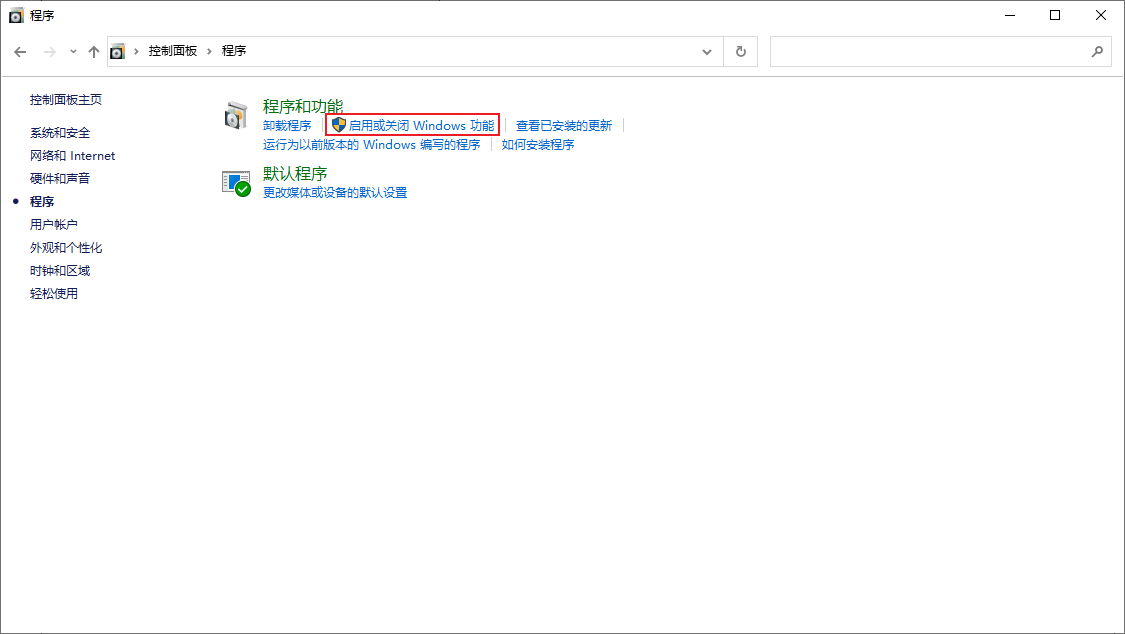 程序
控制面板 程序
控制面板主页
系统和安全
网络和 Internet
硬件和声音
程序
用户帐户
外观和个性化
时钟和区域
轻松使用
程序和功能
卸载程序 启用或关闭 Windows 功能 查看已安装的更新
运行为以前版本的 Windows 编写的程序 如何安装程序
默认程序
更改媒体或设备的默认设置